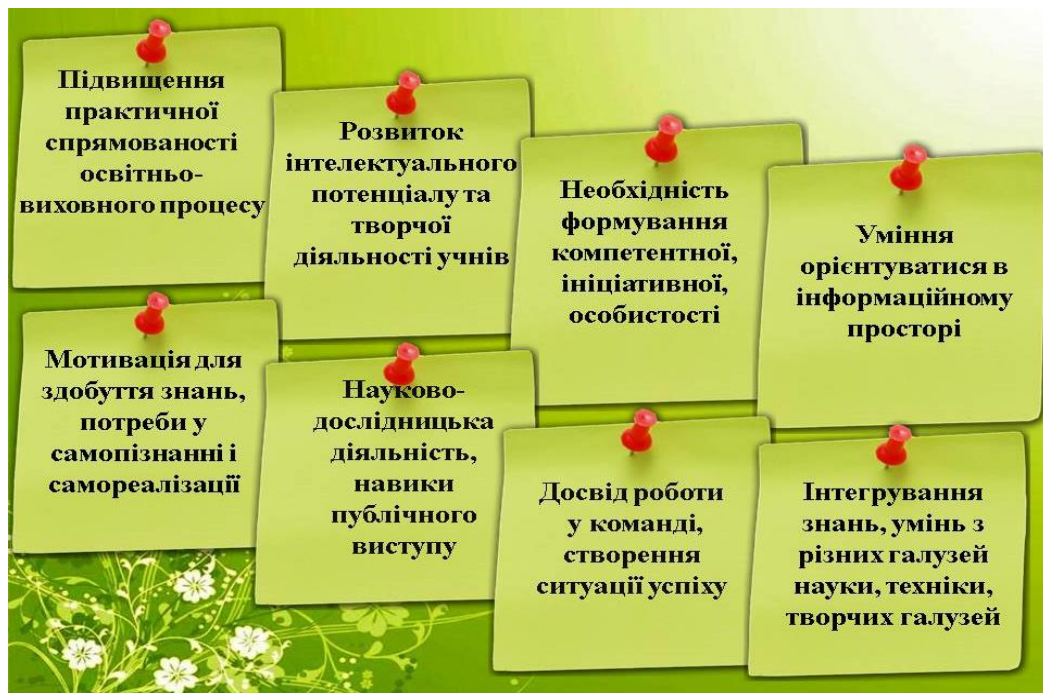 Підвищення
практичної
спрямованості
освітньо-
виховного процесу
Розвиток
інтелектуального
потенціалу та
творчої
діяльності учнів
Необхідність
формування
компетентної,
ініціативної,
особистості
Уміння
орієнтуватися в
інформаційному
просторі
Мотивація для
здобуття знань,
потреби у
самопізнанні і
самореалізації
Науково-
дослідницька
діяльність,
навики
публічного
виступу
Досвід роботи
у команді,
створення
ситуації успіху
Інтегрування
знань, умінь з
різних галузей
науки, техніки,
творчих галузей